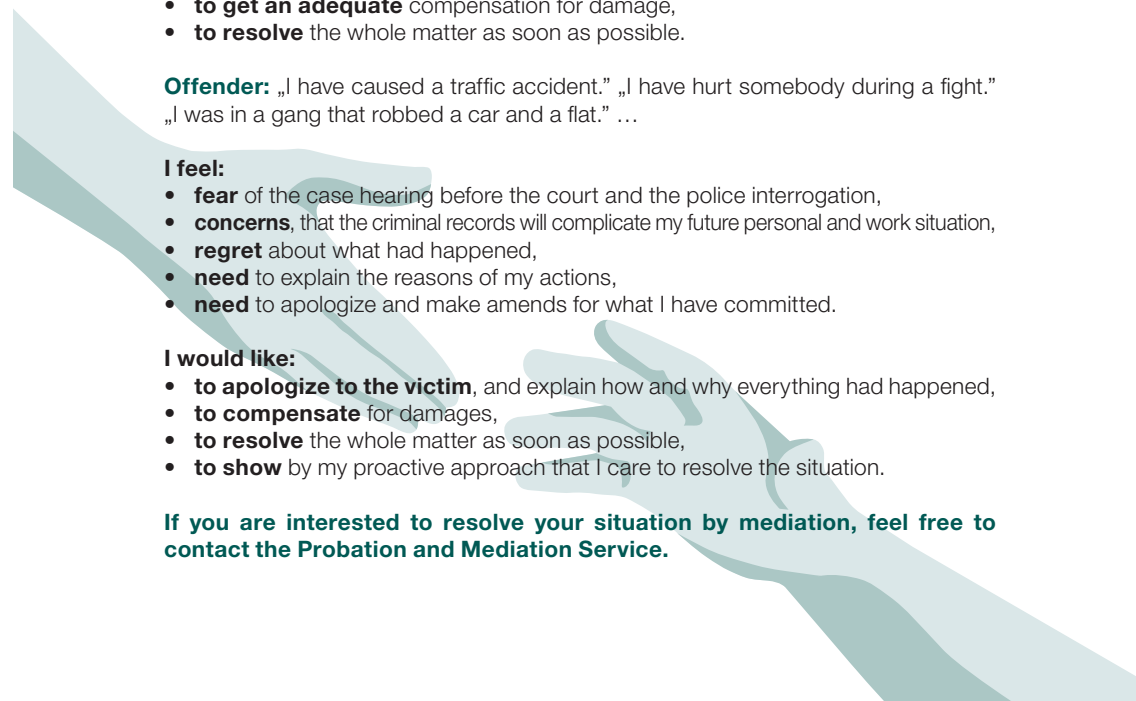 • to get an adequate compensation for damage,
• to resolve the whole matter as soon as possible.
Offender: „I have caused a traffic accident.” „I have hurt somebody during a fight.”
„I was in a gang that robbed a car and a flat.” …
I feel:
• fear of the case hearing before the court and the police interrogation,
• concerns, that the criminal records will complicate my future personal and work situation,
• regret about what had happened,
• need to explain the reasons of my actions,
• need to apologize and make amends for what I have committed.
I would like:
• to apologize to the victim, and explain how and why everything had happened,
• to compensate for damages,
• to resolve the whole matter as soon as possible,
• to show by my proactive approach that I care to resolve the situation.
If you are interested to resolve your situation by mediation, feel free to
contact the Probation and Mediation Service.